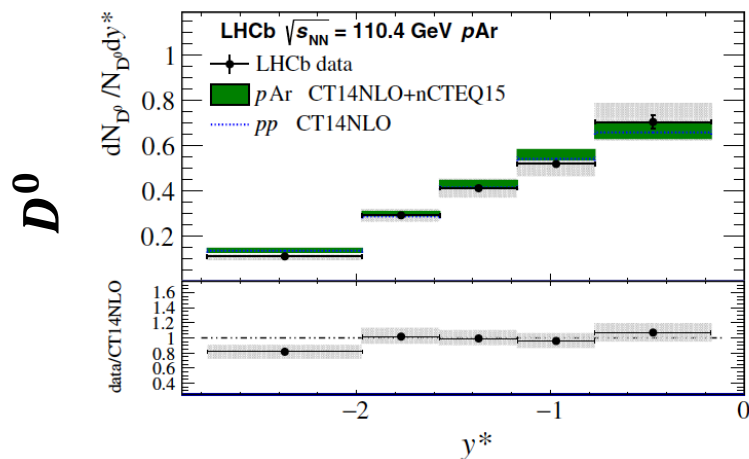 LHCb √sNN = 110.4 GeV pAr
LHCb data
pAr CT14NLO+nCTEQ15
pp CT14NLO
dN_D⁰/N_D⁰dy*
1
0.8
0.6
0.4
0.2
D⁰
data/CT14NLO
1.6
1.4
1.2
1
0.8
0.6
0.4
−2
−1
0
y*